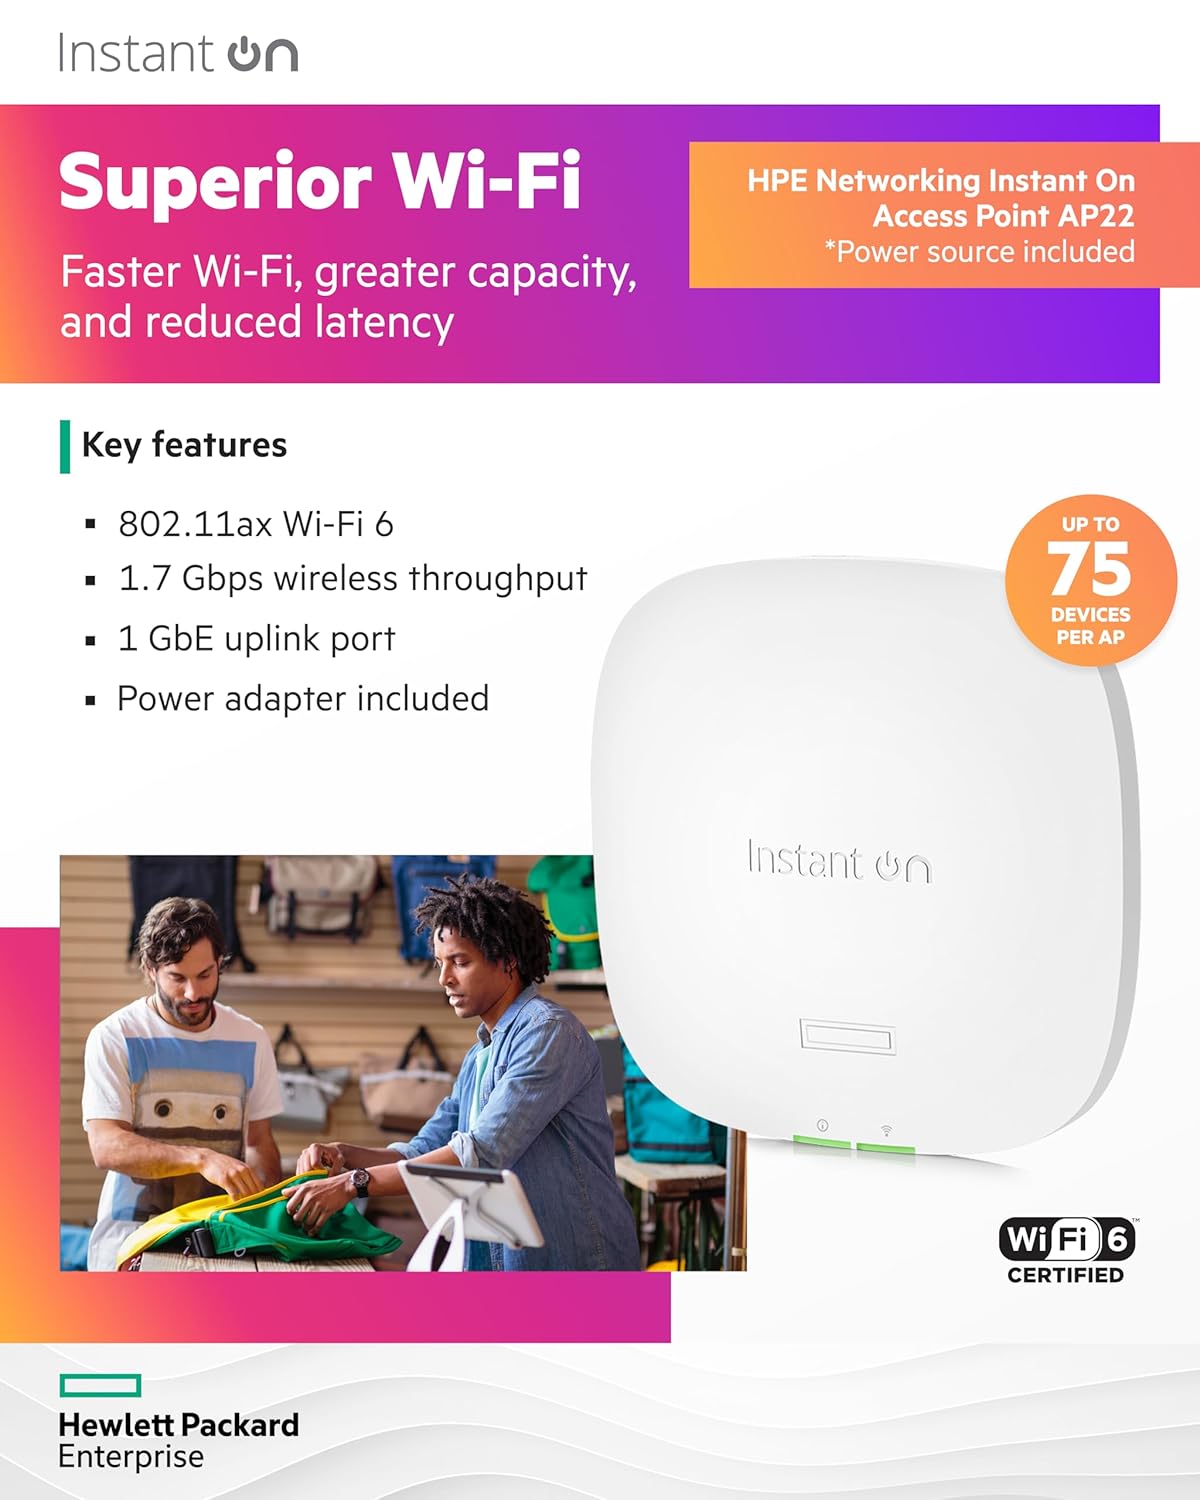 Instant On
Superior Wi-Fi
Faster Wi-Fi, greater capacity,
and reduced latency
HPE Networking Instant On
Access Point AP22
*Power source included
Key features
▪ 802.11ax Wi-Fi 6
▪ 1.7 Gbps wireless throughput
▪ 1 GbE uplink port
▪ Power adapter included
UP TO
75
DEVICES
PER AP
Instant On
Wi Fi 6™
CERTIFIED
Hewlett Packard
Enterprise